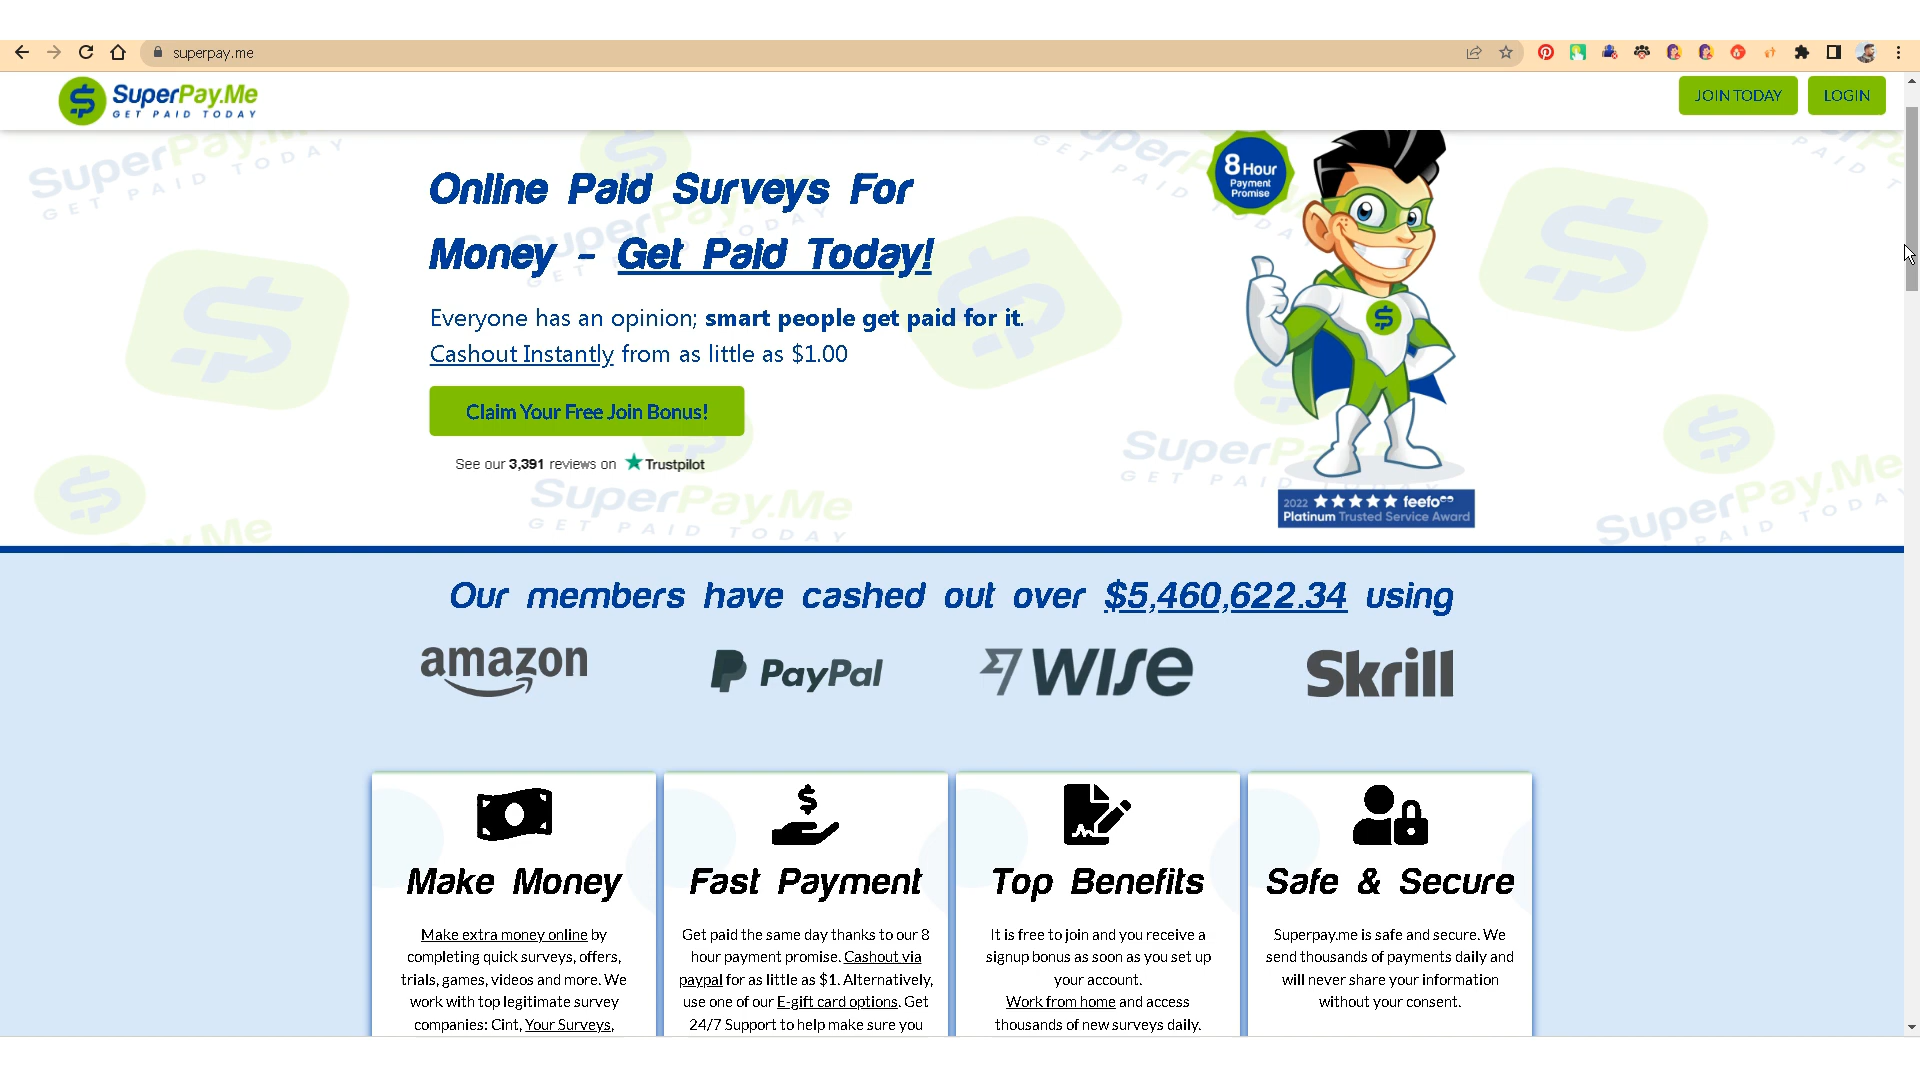 superpay.me
SuperPay.Me
GET PAID TODAY
JOIN TODAY
LOGIN
Online Paid Surveys For
Money - Get Paid Today!
Everyone has an opinion; smart people get paid for it.
Cashout Instantly from as little as $1.00
Claim Your Free Join Bonus!
See our 3,391 reviews on Trustpilot
8 Hour
Payment
Promise
2022 feefo
Platinum Trusted Service Award
Our members have cashed out over $5,460,622.34 using
amazon
PayPal
WISE
Skrill
Make Money
Make extra money online by
completing quick surveys, offers,
trials, games, videos and more. We
work with top legitimate survey
companies: Cint, Your Surveys,
Fast Payment
Get paid the same day thanks to our 8
hour payment promise. Cashout via
paypal for as little as $1. Alternatively,
use one of our E-gift card options. Get
24/7 Support to help make sure you
Top Benefits
It is free to join and you receive a
signup bonus as soon as you set up
your account.
Work from home and access
thousands of new surveys daily.
Safe & Secure
Superpay.me is safe and secure. We
send thousands of payments daily and
will never share your information
without your consent.